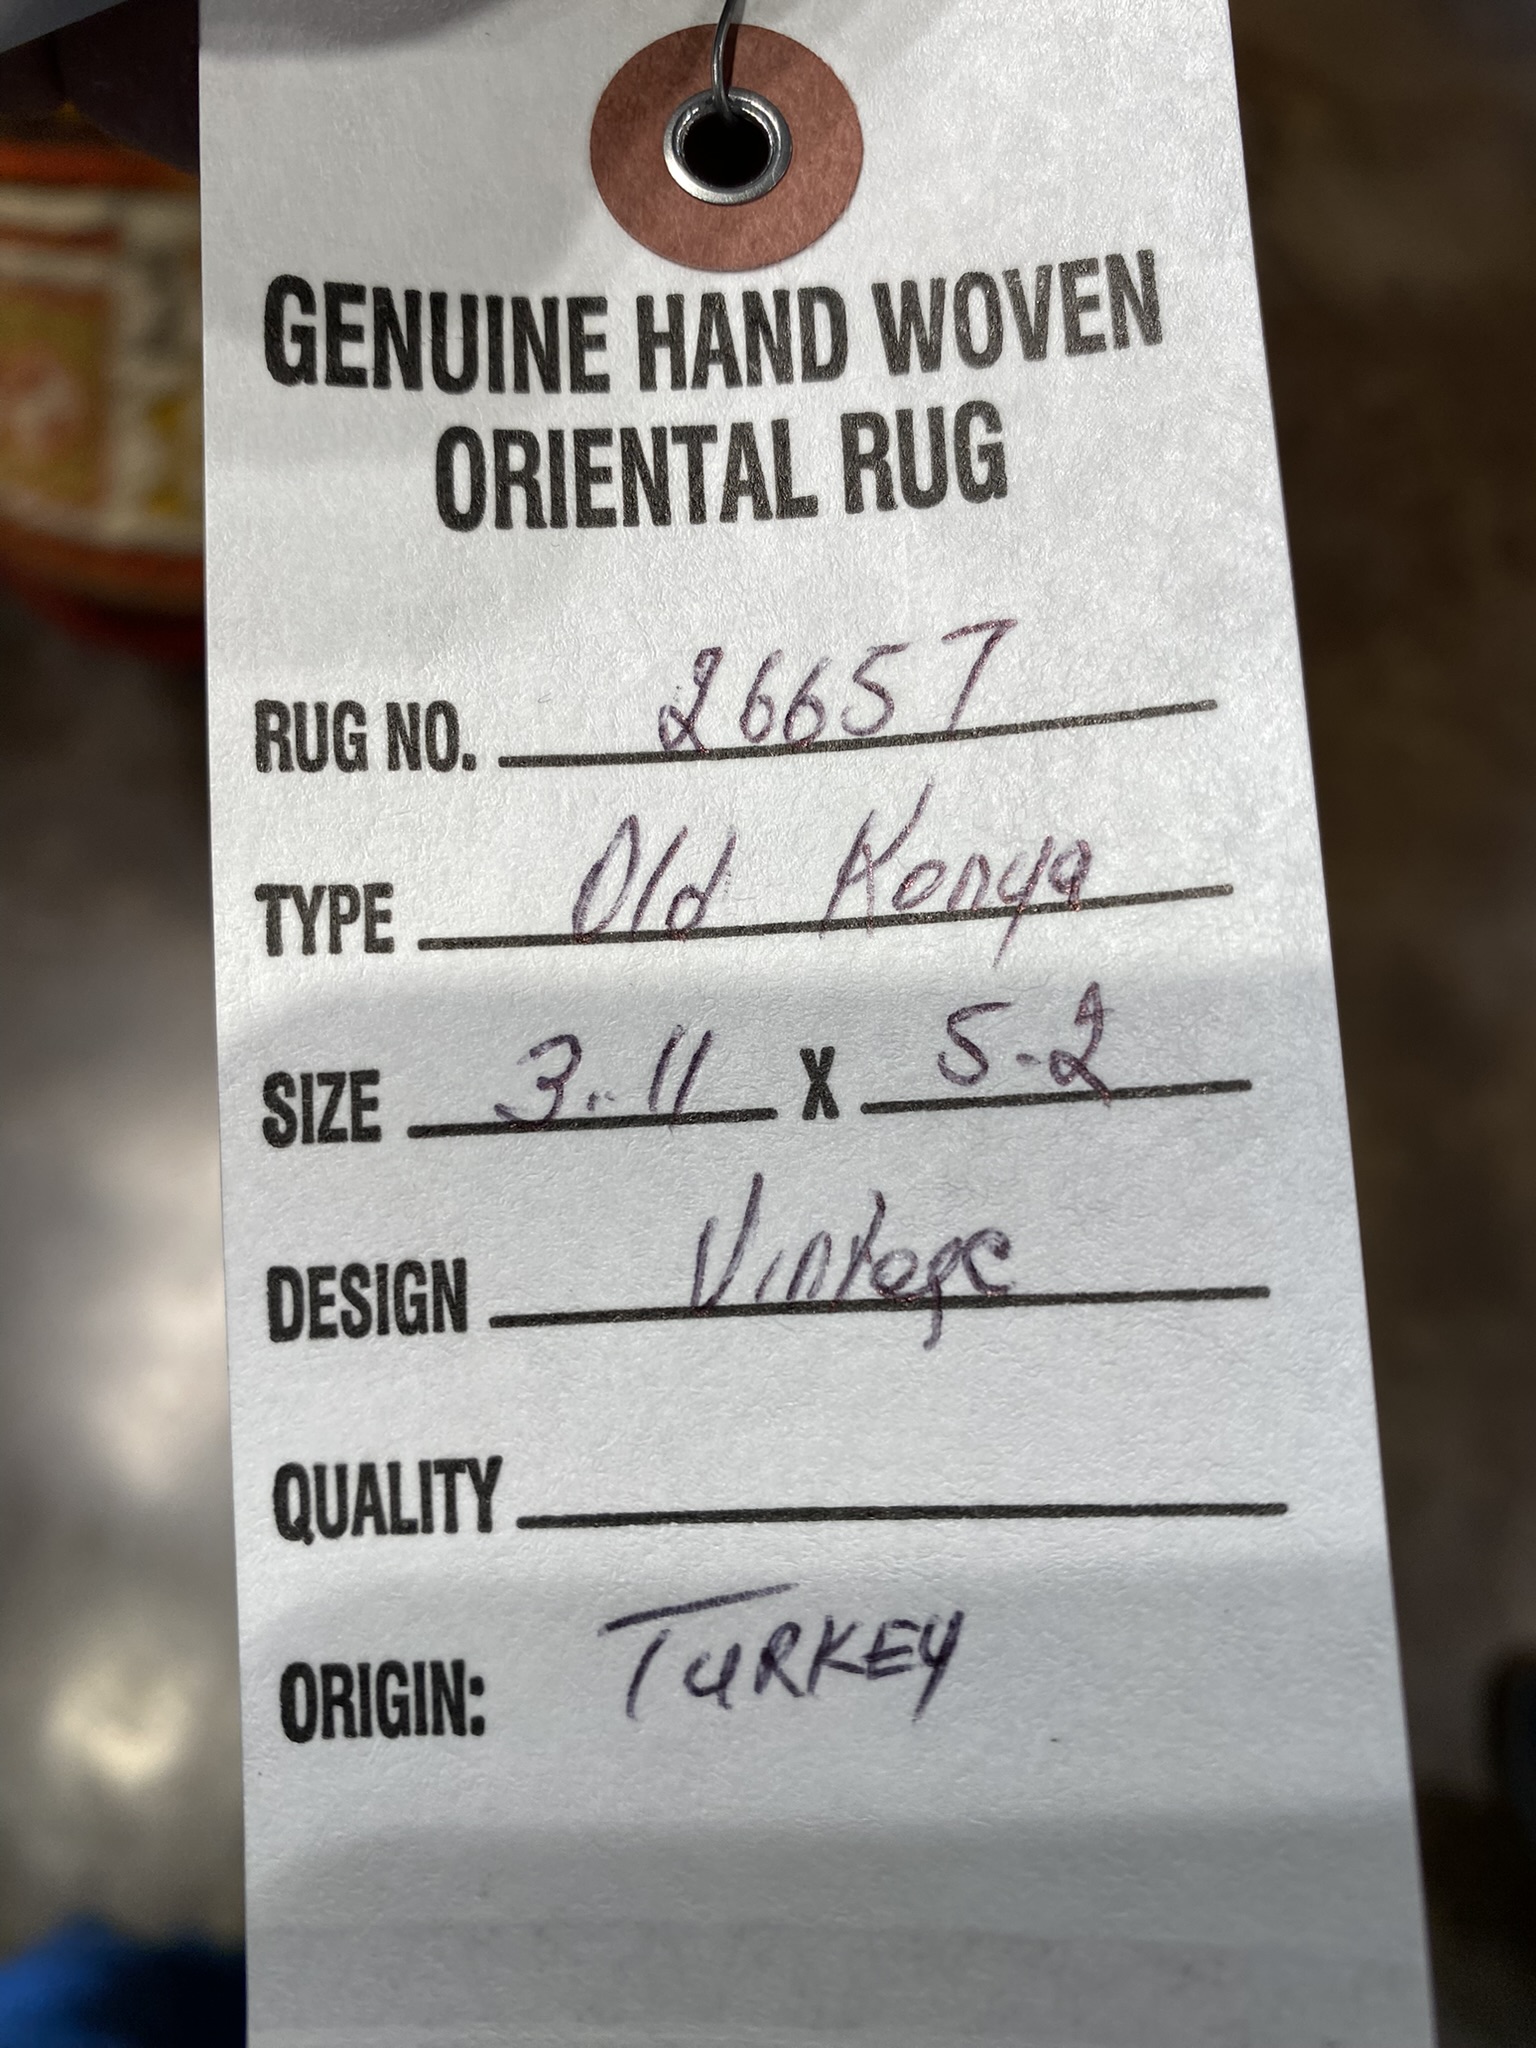 GENUINE HAND WOVEN
ORIENTAL RUG
RUG NO. 26657
TYPE Old Konya
SIZE 3-11 X 5-2
DESIGN Vintage
QUALITY
ORIGIN: TURKEY